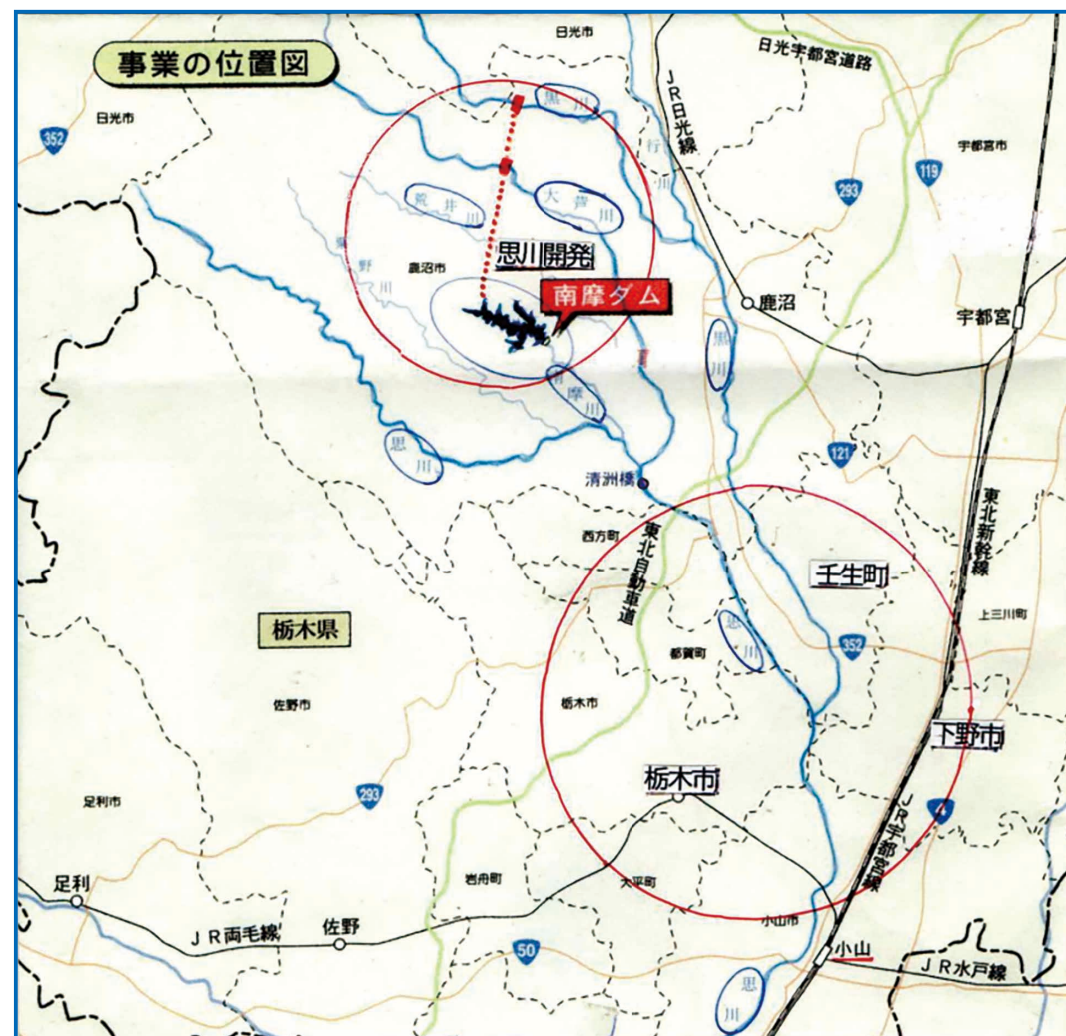 事業の位置図
日光市
日光宇都宮道路
日光市
352
黒川
JR日光線
行川
宇都宮市
119
293
荒井川
大芦川
粟野川
鹿沼市
思川開発
南摩ダム
鹿沼
宇都宮
黒川
南摩川
思川
121
清洲橋
西方町
東北自動車道
東北新幹線
壬生町
上三川町
栃木県
思川
都賀町
352
佐野市
栃木市
下野市
栃木市
足利市
293
4
JR宇都宮線
岩舟町
大平町
足利
佐野
小山市
JR両毛線
50
小山
JR水戸線
思川